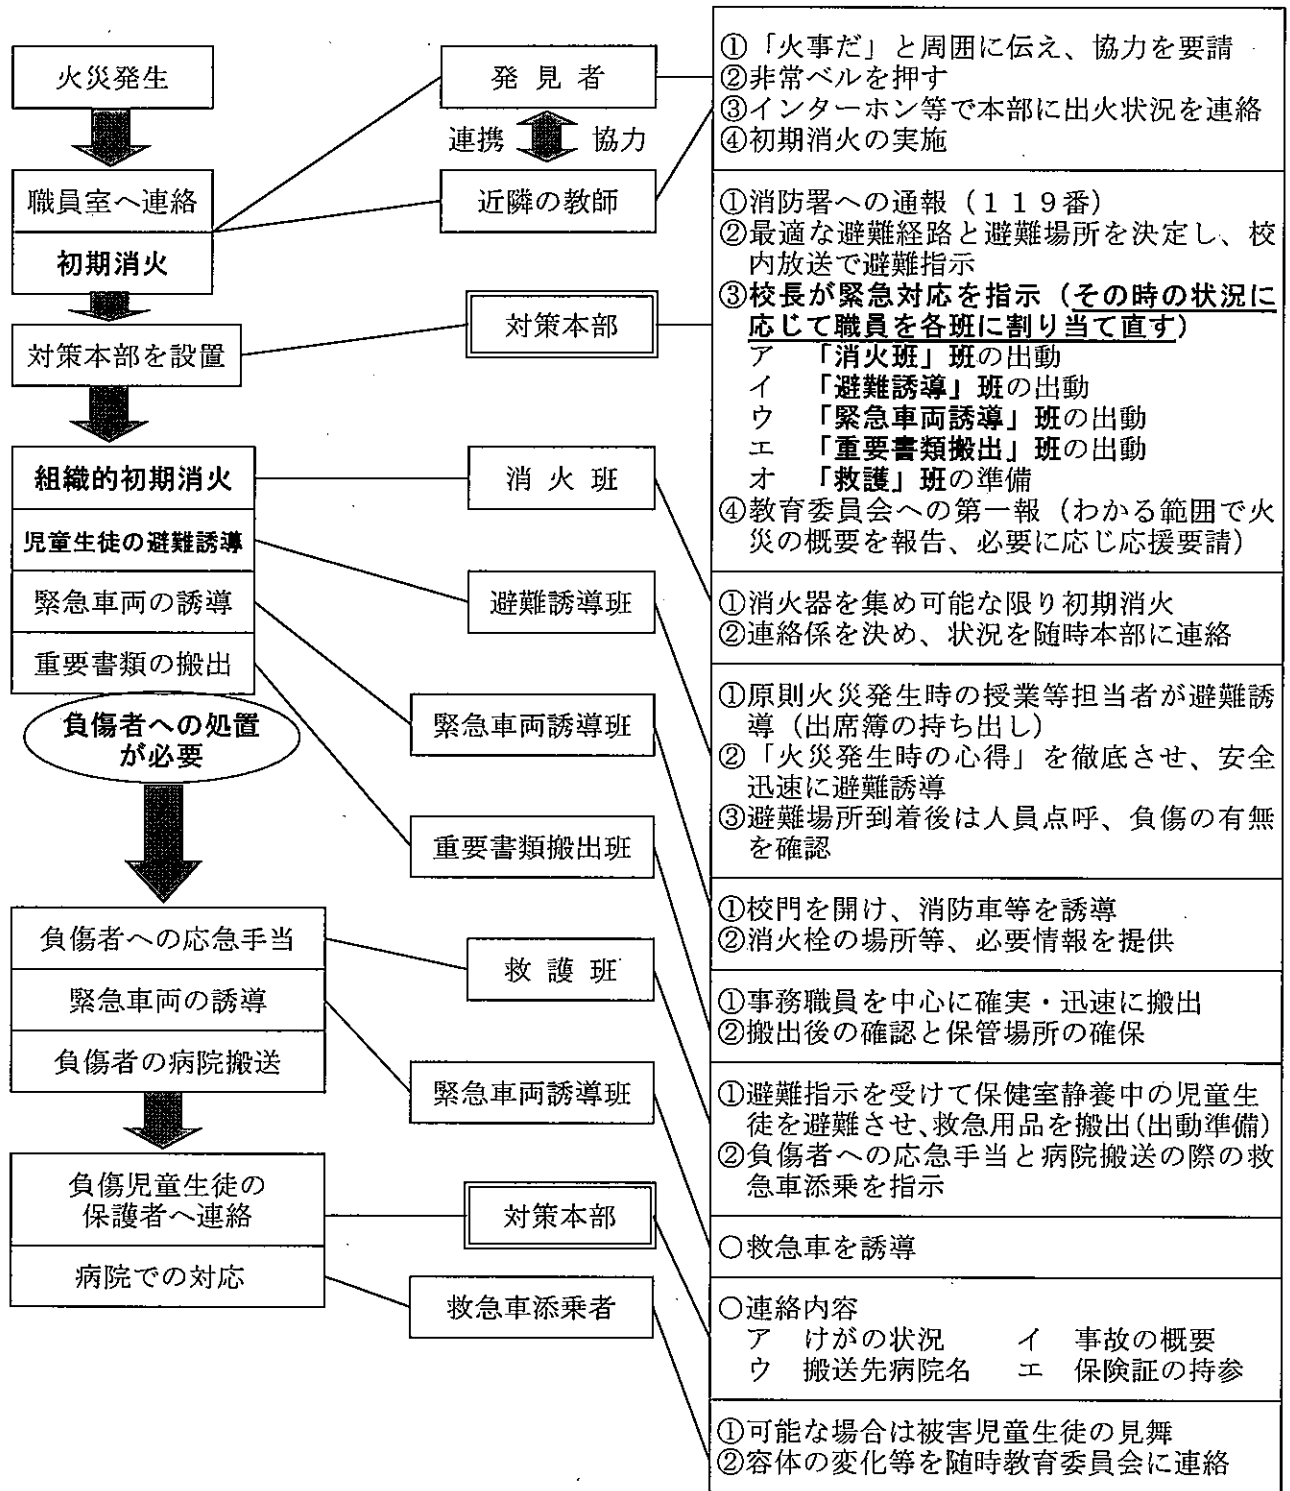 火災発生
職員室へ連絡
初期消火
対策本部を設置
組織的初期消火
児童生徒の避難誘導
緊急車両の誘導
重要書類の搬出
負傷者への処置
が必要
負傷者への応急手当
緊急車両の誘導
負傷者の病院搬送
負傷児童生徒の
保護者へ連絡
病院での対応
発見者
連携 協力
近隣の教師
対策本部
消火班
避難誘導班
緊急車両誘導班
重要書類搬出班
救護班
緊急車両誘導班
対策本部
救急車添乗者
①「火事だ」と周囲に伝え、協力を要請
②非常ベルを押す
③インターホン等で本部に出火状況を連絡
④初期消火の実施
①消防署への通報（１１９番）
②最適な避難経路と避難場所を決定し、校
内放送で避難指示
③校長が緊急対応を指示（その時の状況に
応じて職員を各班に割り当て直す）
ア 「消火班」班の出動
イ 「避難誘導」班の出動
ウ 「緊急車両誘導」班の出動
エ 「重要書類搬出」班の出動
オ 「救護」班の準備
④教育委員会への第一報（わかる範囲で火
災の概要を報告、必要に応じ応援要請）
①消火器を集め可能な限り初期消火
②連絡係を決め、状況を随時本部に連絡
①原則火災発生時の授業等担当者が避難誘
導（出席簿の持ち出し）
②「火災発生時の心得」を徹底させ、安全
迅速に避難誘導
③避難場所到着後は人員点呼、負傷の有無
を確認
①校門を開け、消防車等を誘導
②消火栓の場所等、必要情報を提供
①事務職員を中心に確実・迅速に搬出
②搬出後の確認と保管場所の確保
①避難指示を受けて保健室静養中の児童生
徒を避難させ、救急用品を搬出（出動準備）
②負傷者への応急手当と病院搬送の際の救
急車添乗を指示
○救急車を誘導
○連絡内容
ア けがの状況 イ 事故の概要
ウ 搬送先病院名 エ 保険証の持参
①可能な場合は被害児童生徒の見舞
②容体の変化等を随時教育委員会に連絡